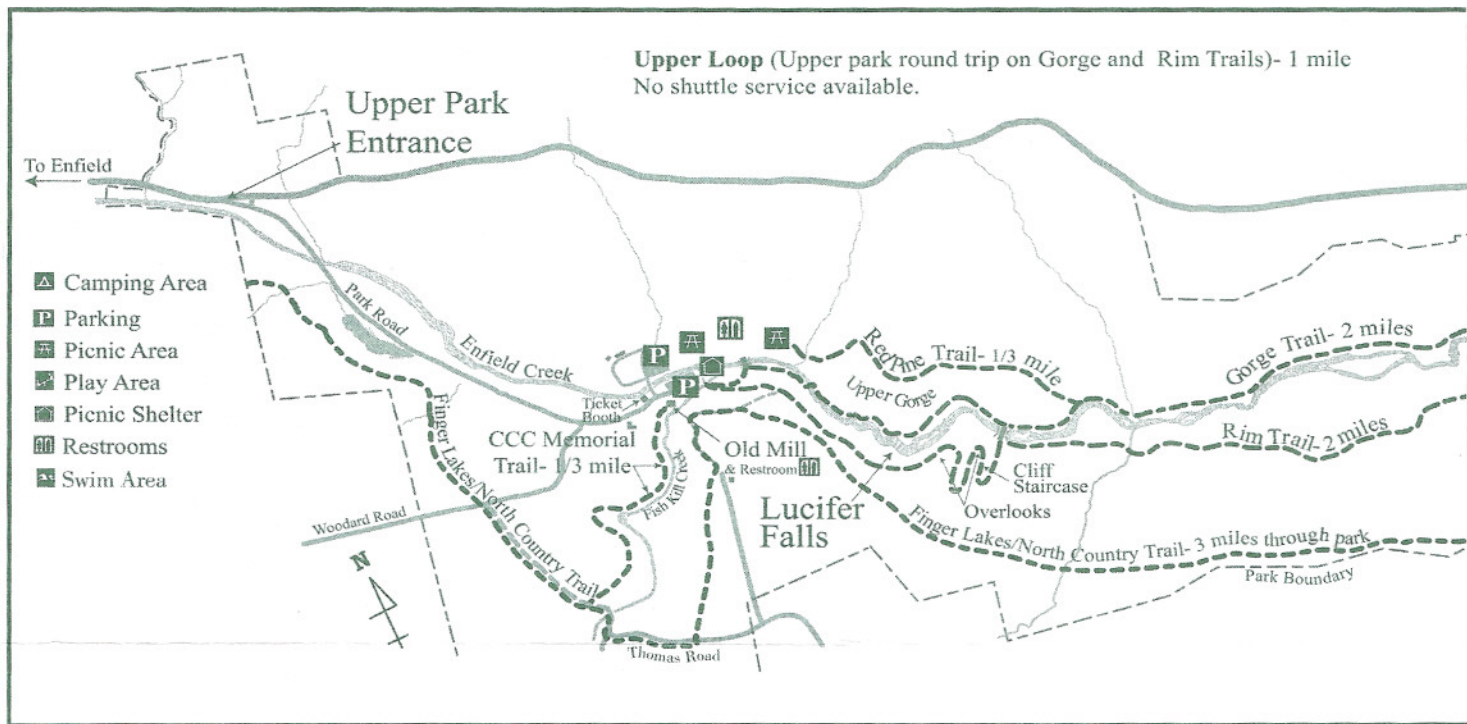 Upper Loop (Upper park round trip on Gorge and Rim Trails)- 1 mile
No shuttle service available.
Upper Park
Entrance
To Enfield
Camping Area
P Parking
Picnic Area
Play Area
Picnic Shelter
Restrooms
Swim Area
Park Road
Enfield Creek
P
P
Ticket
Booth
Red Pine Trail- 1/3 mile
Upper Gorge
Gorge Trail- 2 miles
Rim Trail- 2 miles
CCC Memorial
Trail- 1/3 mile
Old Mill
& Restroom
Cliff
Staircase
Overlooks
Lucifer
Falls
Fish Kill Creek
Finger Lakes/North Country Trail
Woodard Road
Finger Lakes/North Country Trail- 3 miles through park
Park Boundary
N
Thomas Road